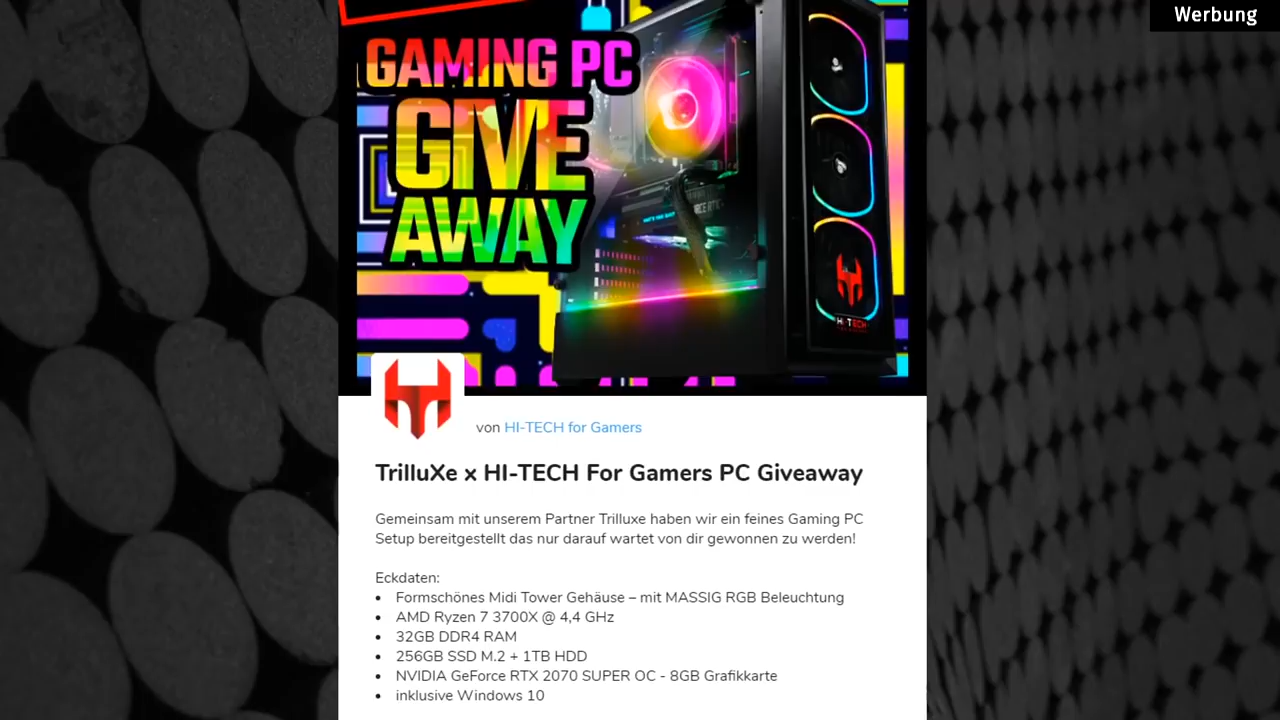 Werbung
GAMING PC
GIVE
AWAY
HI-TECH
von HI-TECH for Gamers
TrilluXe x HI-TECH For Gamers PC Giveaway
Gemeinsam mit unserem Partner Trilluxe haben wir ein feines Gaming PC
Setup bereitgestellt das nur darauf wartet von dir gewonnen zu werden!
Eckdaten:
• Formschönes Midi Tower Gehäuse – mit MASSIG RGB Beleuchtung
• AMD Ryzen 7 3700X @ 4,4 GHz
• 32GB DDR4 RAM
• 256GB SSD M.2 + 1TB HDD
• NVIDIA GeForce RTX 2070 SUPER OC - 8GB Grafikkarte
• inklusive Windows 10